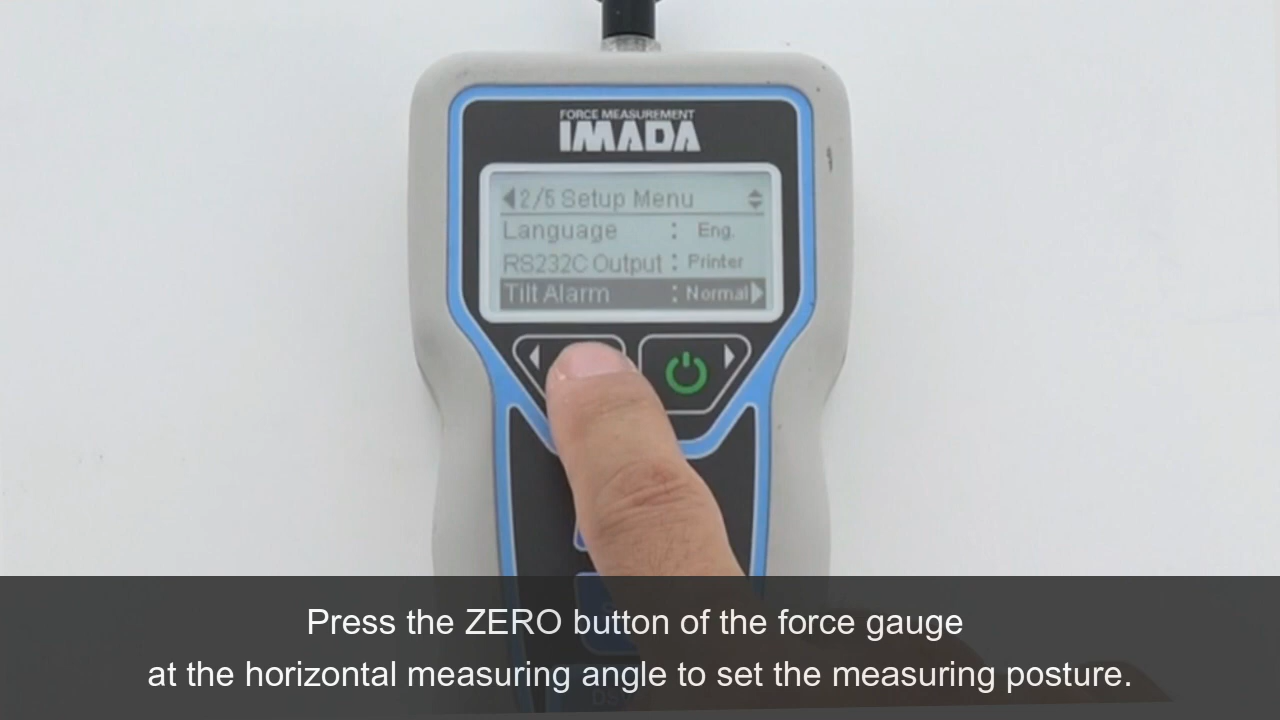 FORCE MEASUREMENT
IMADA
2/5 Setup Menu
Language : Eng.
RS232C Output : Printer
Tilt Alarm : Normal
Press the ZERO button of the force gauge
at the horizontal measuring angle to set the measuring posture.